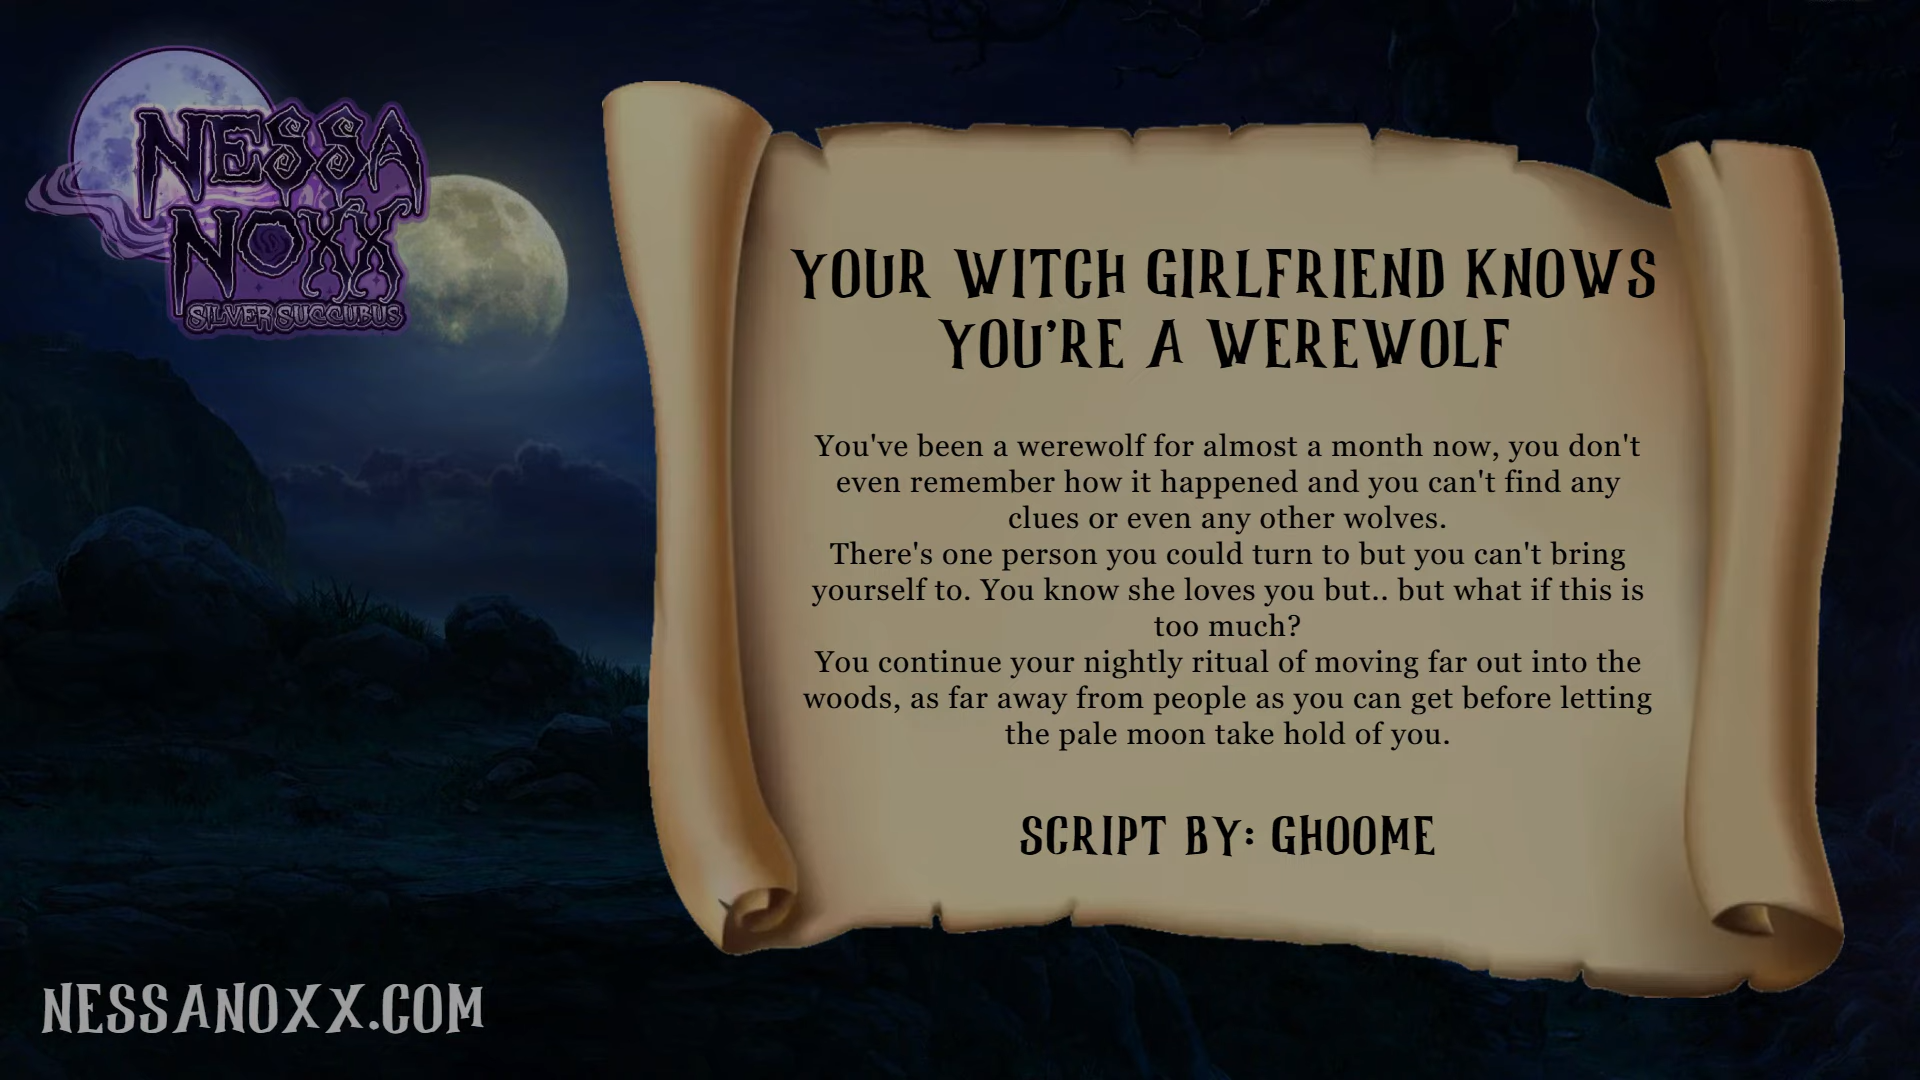 NESSA
NOXX
SILVER SUCCUBUS
YOUR WITCH GIRLFRIEND KNOWS
YOU'RE A WEREWOLF
You've been a werewolf for almost a month now, you don't
even remember how it happened and you can't find any
clues or even any other wolves.
There's one person you could turn to but you can't bring
yourself to. You know she loves you but.. but what if this is
too much?
You continue your nightly ritual of moving far out into the
woods, as far away from people as you can get before letting
the pale moon take hold of you.
SCRIPT BY: GHOOME
NESSANOXX.COM